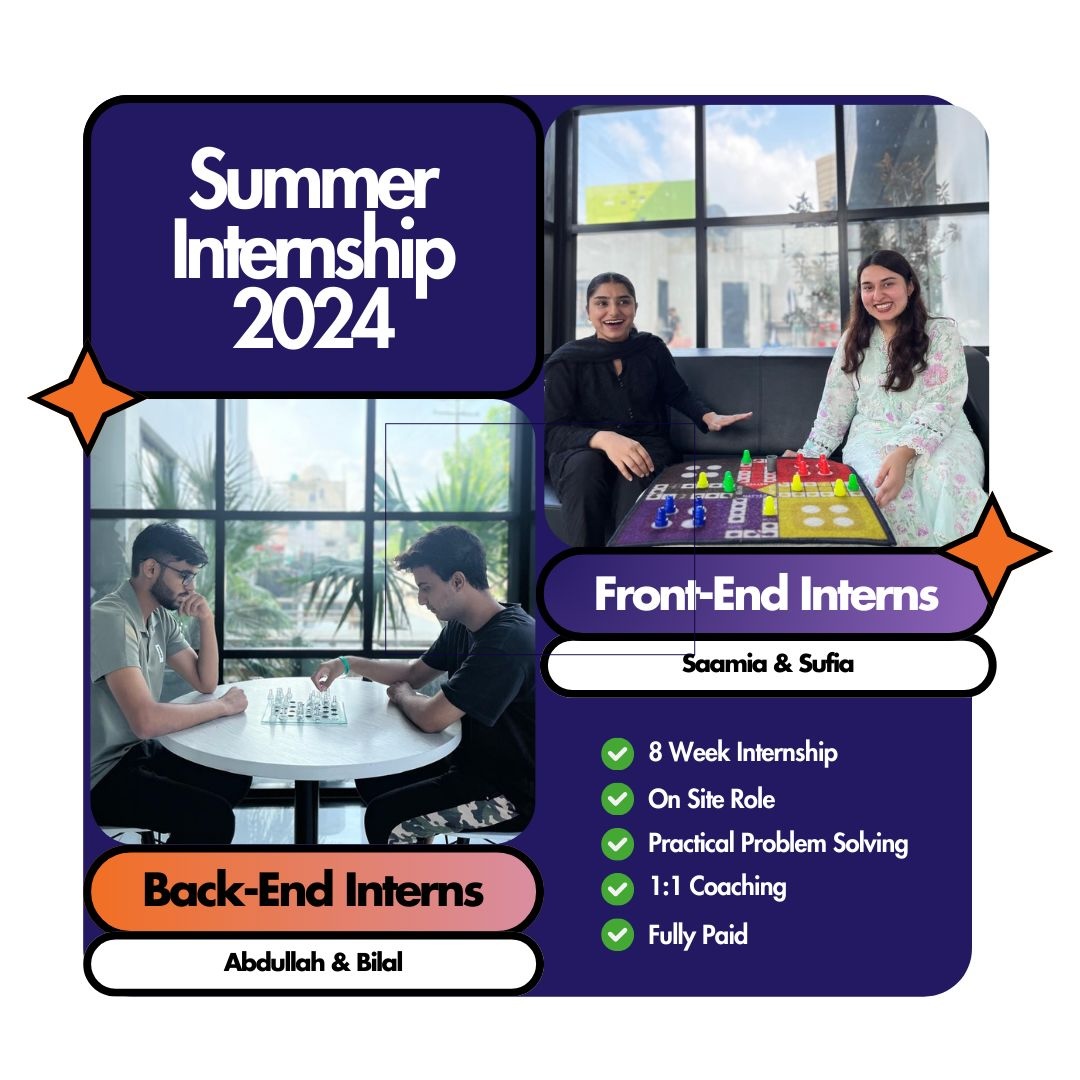 Summer
Internship
2024
Front-End Interns
Saamia & Sufia
8 Week Internship
On Site Role
Practical Problem Solving
1:1 Coaching
Fully Paid
Back-End Interns
Abdullah & Bilal